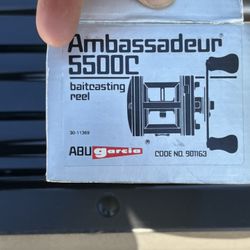 Ambassadeur®
5500C
baitcasting
reel
30-11369
ABU garcia
CODE NO. 901163